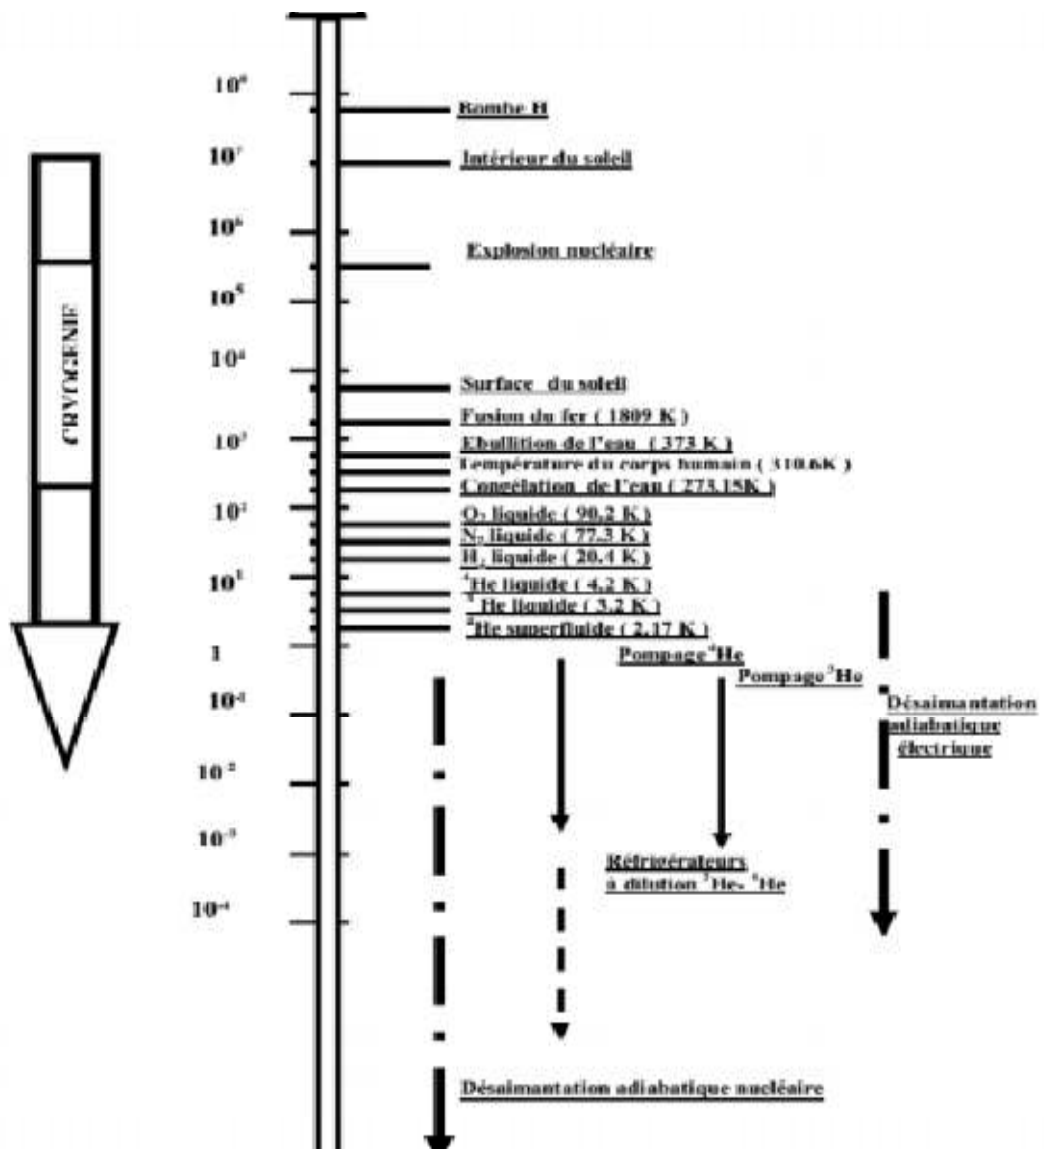 10⁸
Bombe H
10⁷
Intérieur du soleil
10⁶
Explosion nucléaire
10⁵
CRYOGENIE
10⁴
Surface du soleil
Fusion du fer ( 1809 K )
10³
Ebullition de l'eau ( 373 K )
Température du corps humain ( 310.6K )
Congélation de l'eau ( 273.15K )
10²
O₂ liquide ( 90.2 K )
N₂ liquide ( 77.3 K )
H₂ liquide ( 20.4 K )
10¹
⁴He liquide ( 4.2 K )
³He liquide ( 3.2 K )
⁴He superfluide ( 2.17 K )
1
Pompage ⁴He
Pompage ³He
10⁻¹
Désaimantation
adiabatique
électrique
10⁻²
10⁻³
Réfrigérateurs
à dilution ³He- ⁴He
10⁻⁴
Désaimantation adiabatique nucléaire